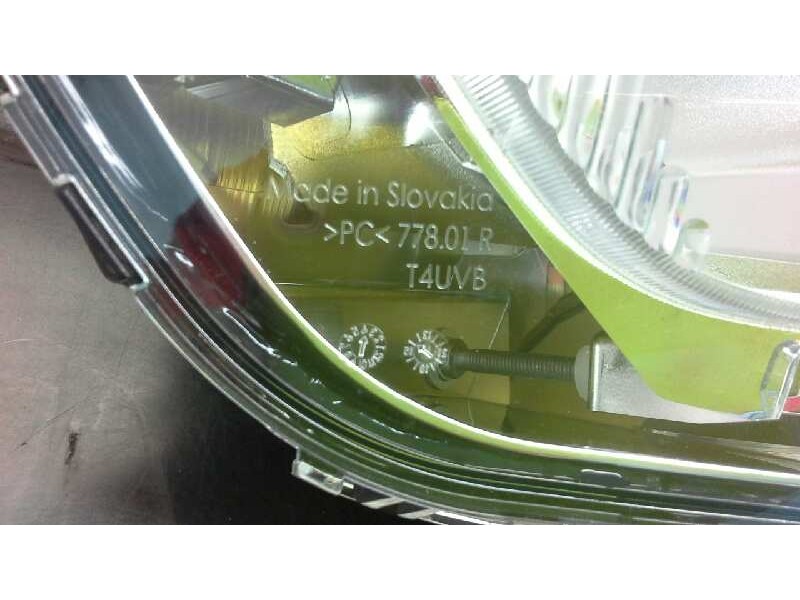 Made in Slovakia
>PC< 778.01 R
T4UVB